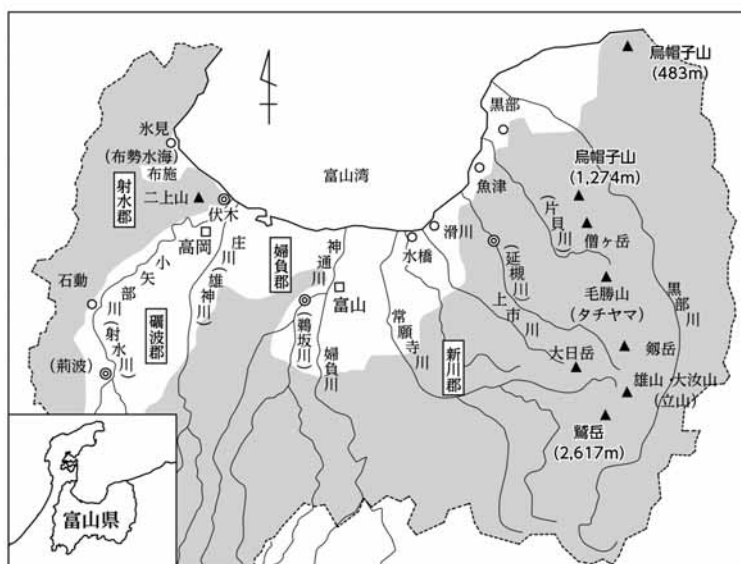 烏帽子山
(483m)
黒部
氷見
(布勢水海)
布施
射水郡
二上山
伏木
富山湾
魚津
烏帽子山
(1,274m)
(片貝川)
僧ヶ岳
高岡
庄川(雄神川)
婦負郡
神通川
水橋
滑川
(延槻川)
毛勝山
(タチヤマ)
黒部川
石動
小矢部川(射水川)
礪波郡
(鵜坂川)
富山
婦負川
常願寺川
上市川
新川郡
大日岳
剱岳
雄山・大汝山
(立山)
(荊波)
鷲岳
(2,617m)
富山県